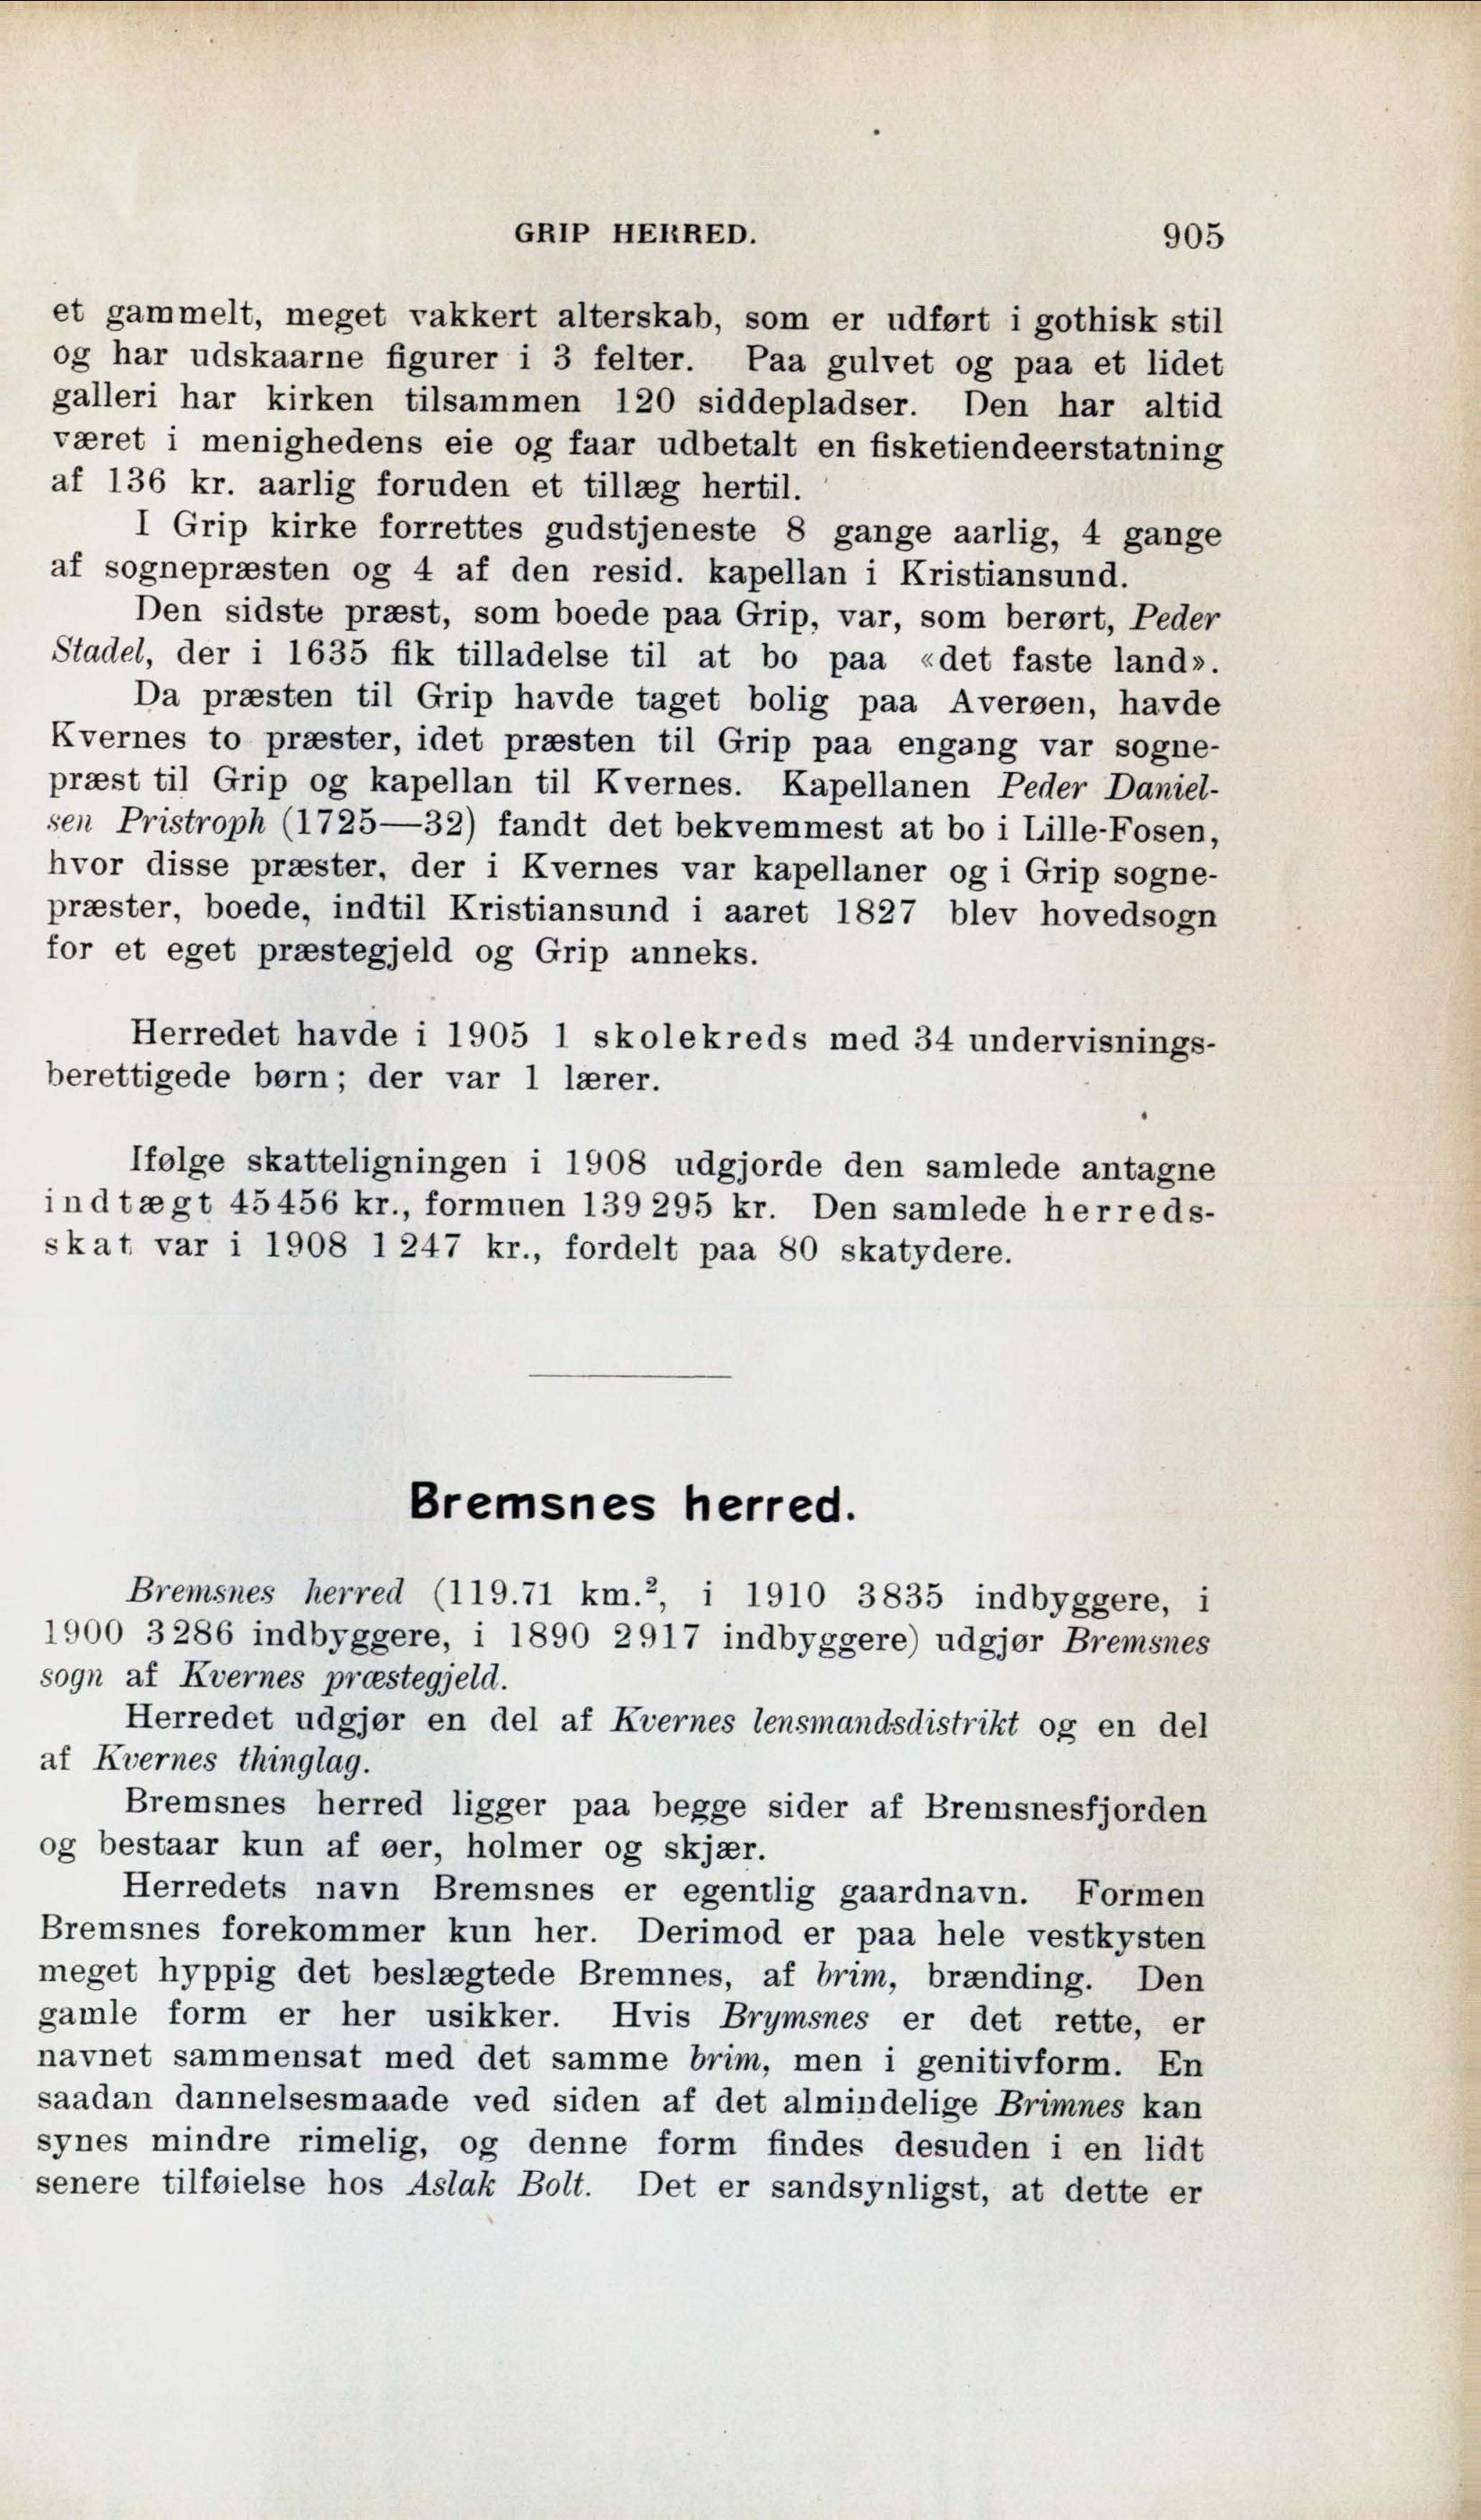 GRIP HERRED. 905
et gammelt, meget vakkert alterskab, som er udført i gothisk stil
og har udskaarne figurer i 3 felter. Paa gulvet og paa et lidet
galleri har kirken tilsammen 120 siddepladser. Den har altid
været i menighedens eie og faar udbetalt en fisketiendeerstatning
af 136 kr. aarlig foruden et tillæg hertil.
I Grip kirke forrettes gudstjeneste 8 gange aarlig, 4 gange
af sognepræsten og 4 af den resid. kapellan i Kristiansund.
Den sidste præst, som boede paa Grip, var, som berørt, Peder
Stadel, der i 1635 fik tilladelse til at bo paa «det faste land».
Da præsten til Grip havde taget bolig paa Averøen, havde
Kvernes to præster, idet præsten til Grip paa engang var sogne-
præst til Grip og kapellan til Kvernes. Kapellanen Peder Daniel-
sen Pristroph (1725—32) fandt det bekvemmest at bo i Lille-Fosen,
hvor disse præster, der i Kvernes var kapellaner og i Grip sogne-
præster, boede, indtil Kristiansund i aaret 1827 blev hovedsogn
for et eget præstegjeld og Grip anneks.
Herredet havde i 1905 1 skolekreds med 34 undervisnings-
berettigede børn; der var 1 lærer.
Ifølge skatteligningen i 1908 udgjorde den samlede antagne
indtægt 45 456 kr., formuen 139 295 kr. Den samlede herreds-
skat var i 1908 1 247 kr., fordelt paa 80 skatydere.
Bremsnes herred.
Bremsnes herred (119.71 km.², i 1910 3835 indbyggere, i
1900 3 286 indbyggere, i 1890 2 917 indbyggere) udgjør Bremsnes
sogn af Kvernes præstegjeld.
Herredet udgjør en del af Kvernes lensmandsdistrikt og en del
af Kvernes thinglag.
Bremsnes herred ligger paa begge sider af Bremsnesfjorden
og bestaar kun af øer, holmer og skjær.
Herredets navn Bremsnes er egentlig gaardnavn. Formen
Bremsnes forekommer kun her. Derimod er paa hele vestkysten
meget hyppig det beslægtede Bremnes, af brim, brænding. Den
gamle form er her usikker. Hvis Brymsnes er det rette, er
navnet sammensat med det samme brim, men i genitivform. En
saadan dannelsesmaade ved siden af det almindelige Brimnes kan
synes mindre rimelig, og denne form findes desuden i en lidt
senere tilføielse hos Aslak Bolt. Det er sandsynligst, at dette er